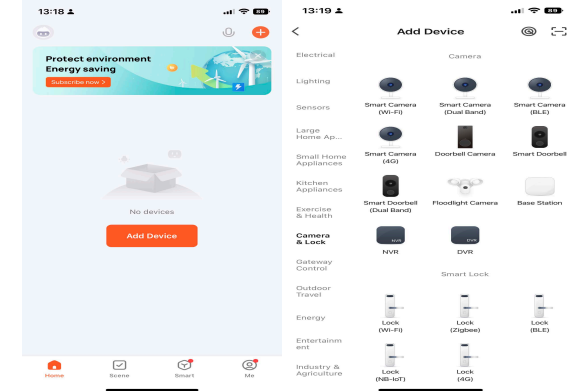 13:18
89
Protect environment
Energy saving
Subscribe now >
No devices
Add Device
Home
Scene
Smart
Me
13:19
89
Add Device
Electrical
Lighting
Sensors
Large
Home Ap...
Small Home
Appliances
Kitchen
Appliances
Exercise
& Health
Camera
& Lock
Gateway
Control
Outdoor
Travel
Energy
Entertainm
ent
Industry &
Agriculture
Camera
Smart Camera
(Wi-Fi)
Smart Camera
(Dual Band)
Smart Camera
(BLE)
Smart Camera
(4G)
Doorbell Camera
Smart Doorbell
Smart Doorbell
(Dual Band)
Floodlight Camera
Base Station
NVR
NVR
DVR
DVR
Smart Lock
Lock
(Wi-Fi)
Lock
(Zigbee)
Lock
(BLE)
Lock
(NB-IoT)
Lock
(4G)